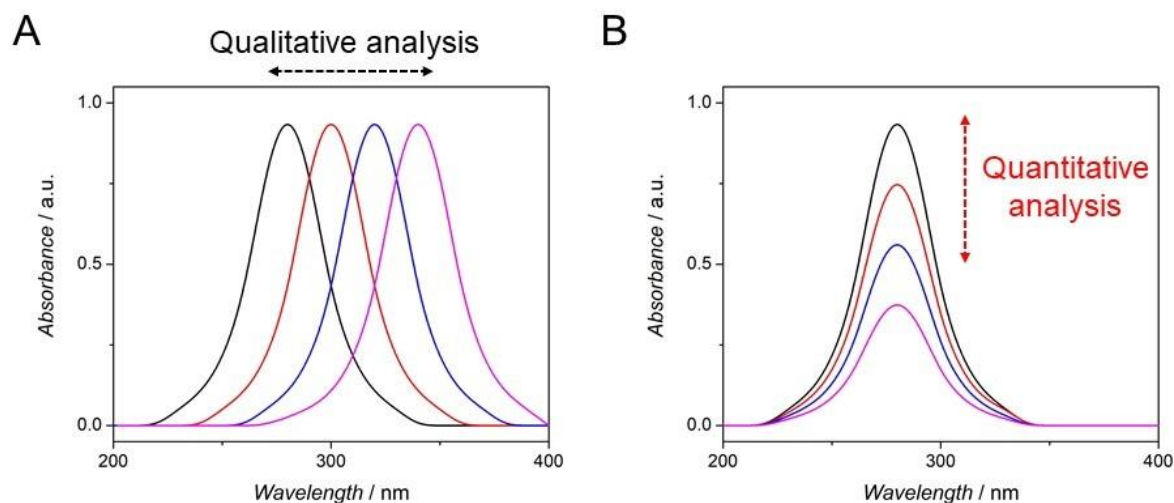 A
Qualitative analysis
1.0
0.5
0.0
Absorbance / a.u.
200
300
400
Wavelength / nm
B
Quantitative
analysis
1.0
0.5
0.0
Absorbance / a.u.
200
300
400
Wavelength / nm